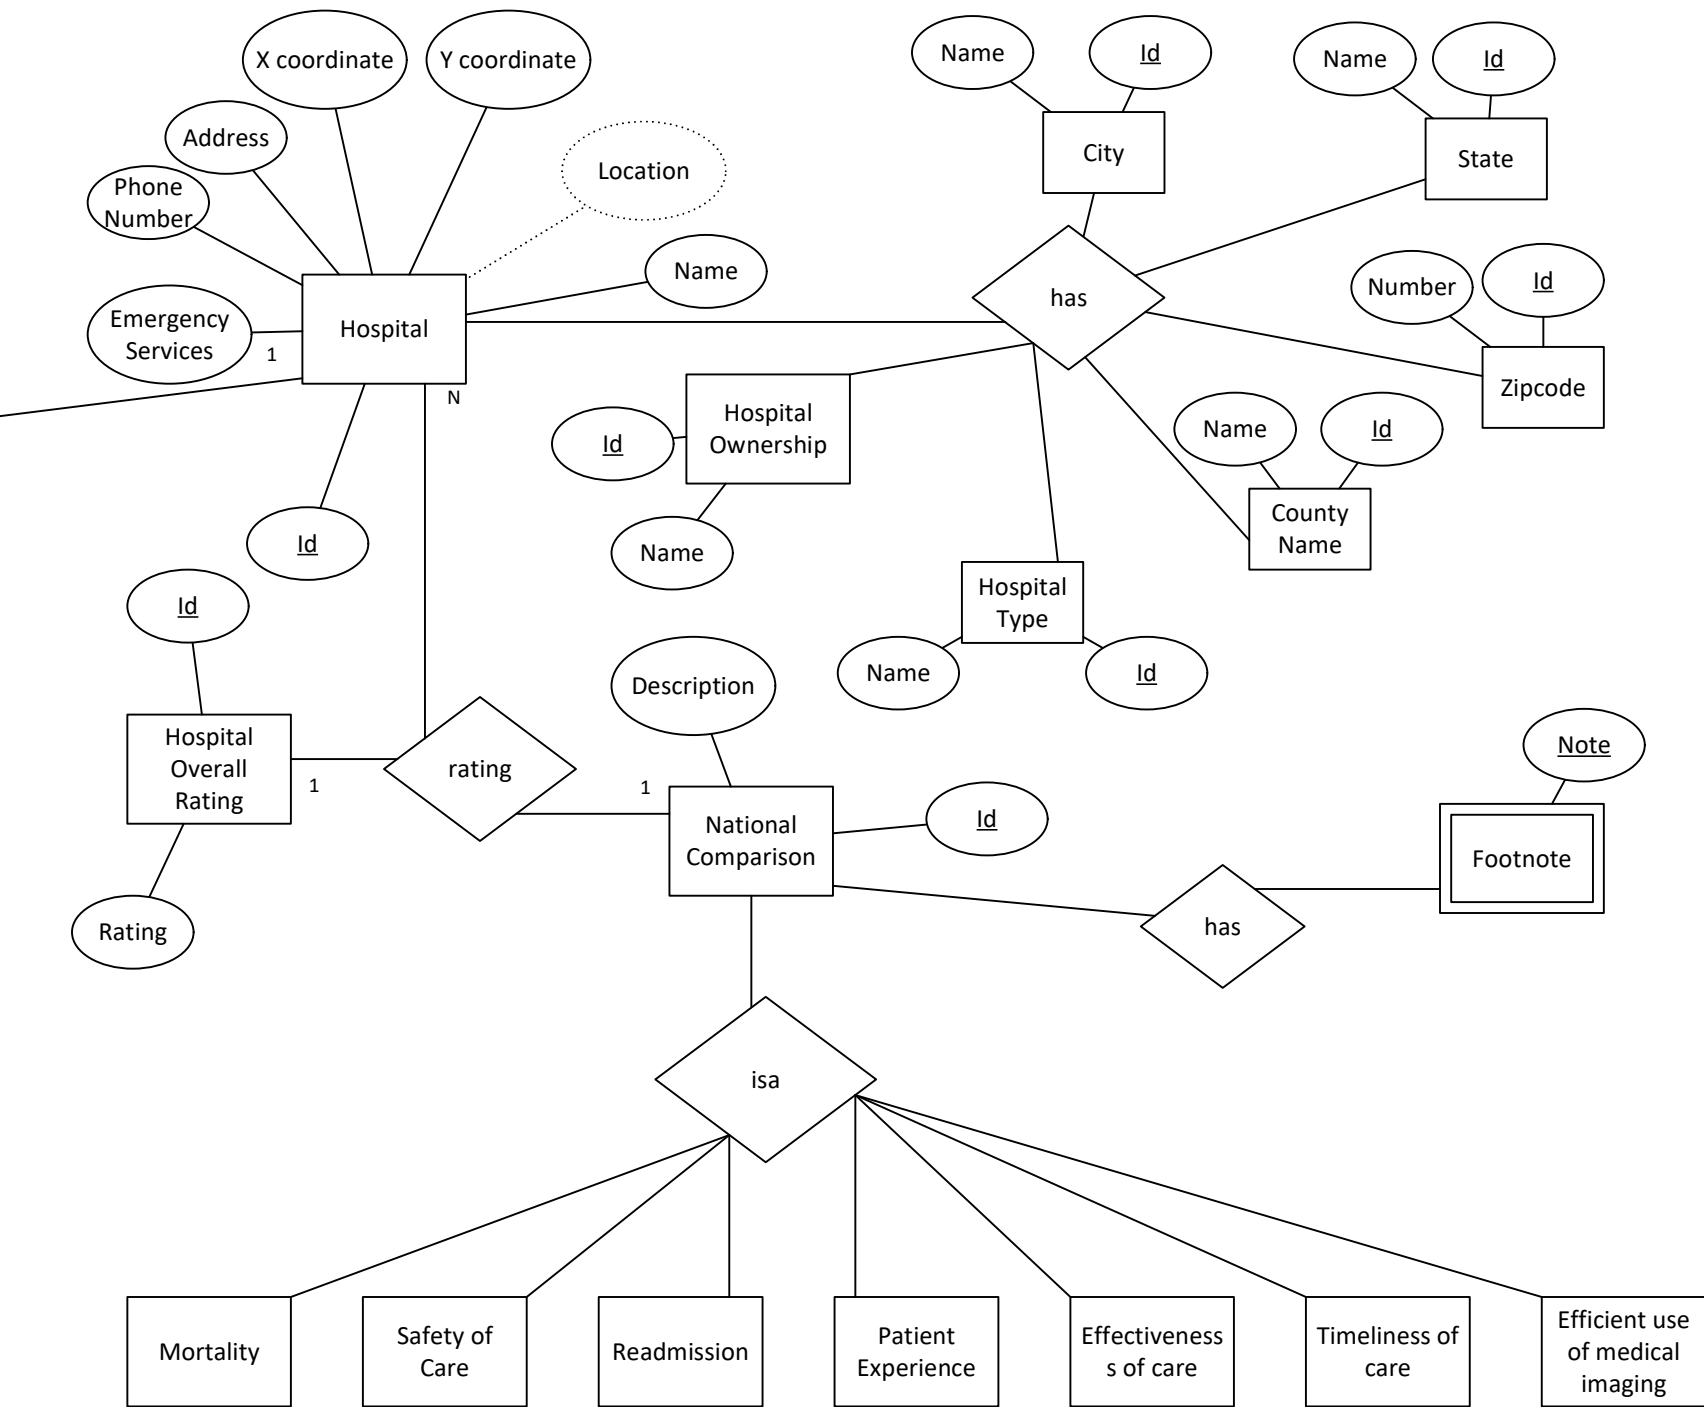 X coordinate
Y coordinate
Name
Id
Name
Id
Address
City
State
Location
Phone
Number
Name
Number
Id
has
Emergency
Services
Hospital
1
N
Zipcode
Hospital
Ownership
Id
Name
Id
Name
County
Name
Id
Hospital
Type
Id
Name
Id
Description
Hospital
Overall
Rating
1
rating
1
Note
National
Comparison
Id
Footnote
has
Rating
isa
Mortality
Safety of
Care
Readmission
Patient
Experience
Effectivenes
s of care
Timeliness of
care
Efficient use
of medical
imaging